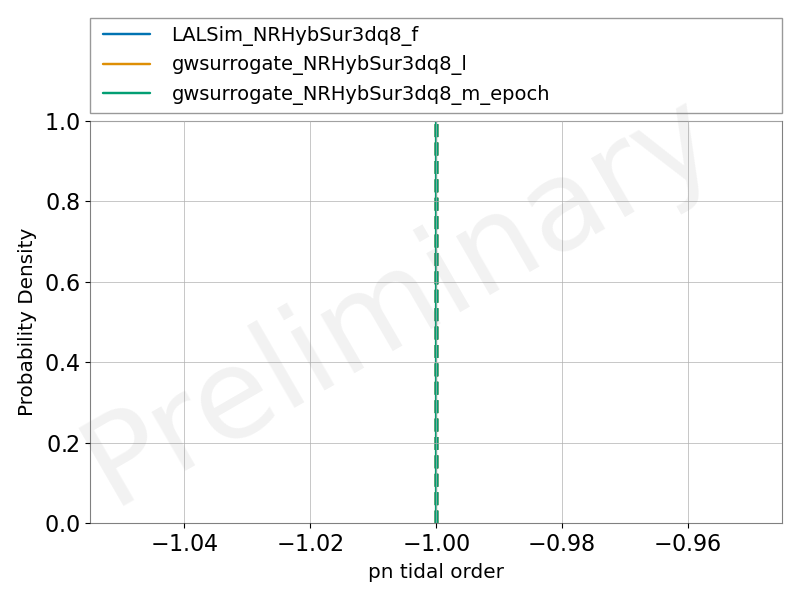 LALSim_NRHybSur3dq8_f
gwsurrogate_NRHybSur3dq8_l
gwsurrogate_NRHybSur3dq8_m_epoch
1.0
0.8
0.6
0.4
0.2
0.0
Probability Density
Preliminary
−1.04 −1.02 −1.00 −0.98 −0.96
pn tidal order